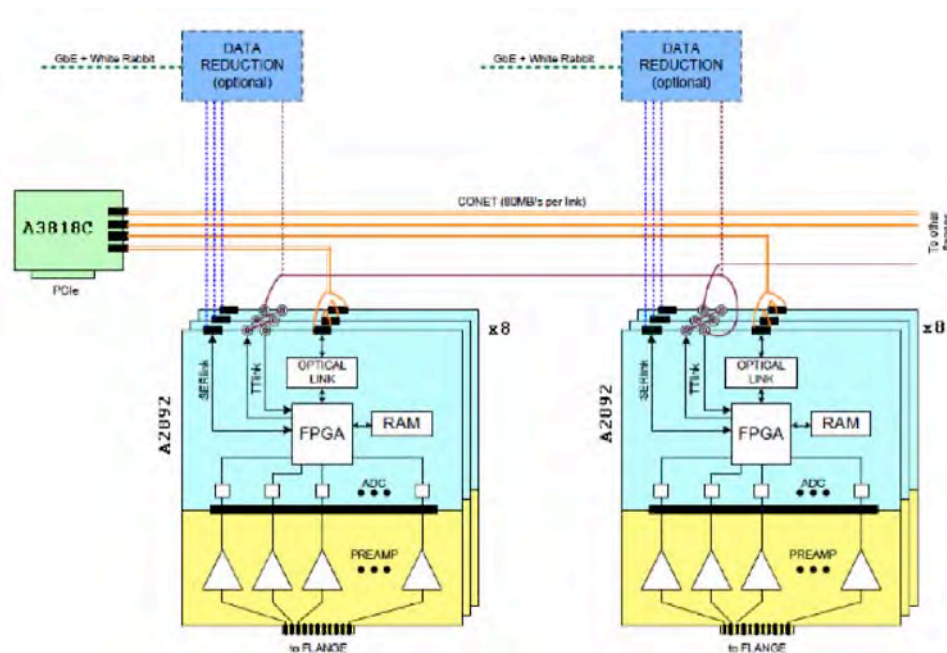 DATA
REDUCTION
(optional)
GbE + White Rabbit
DATA
REDUCTION
(optional)
GbE + White Rabbit
CONET (80MB/s per link)
A3818C
PCIe
To other
x8
x8
SERlink
TTlink
OPTICAL
LINK
FPGA
RAM
A2892
ADC
PREAMP
to FLANGE
SERlink
TTlink
OPTICAL
LINK
FPGA
RAM
A2892
ADC
PREAMP
to FLANGE